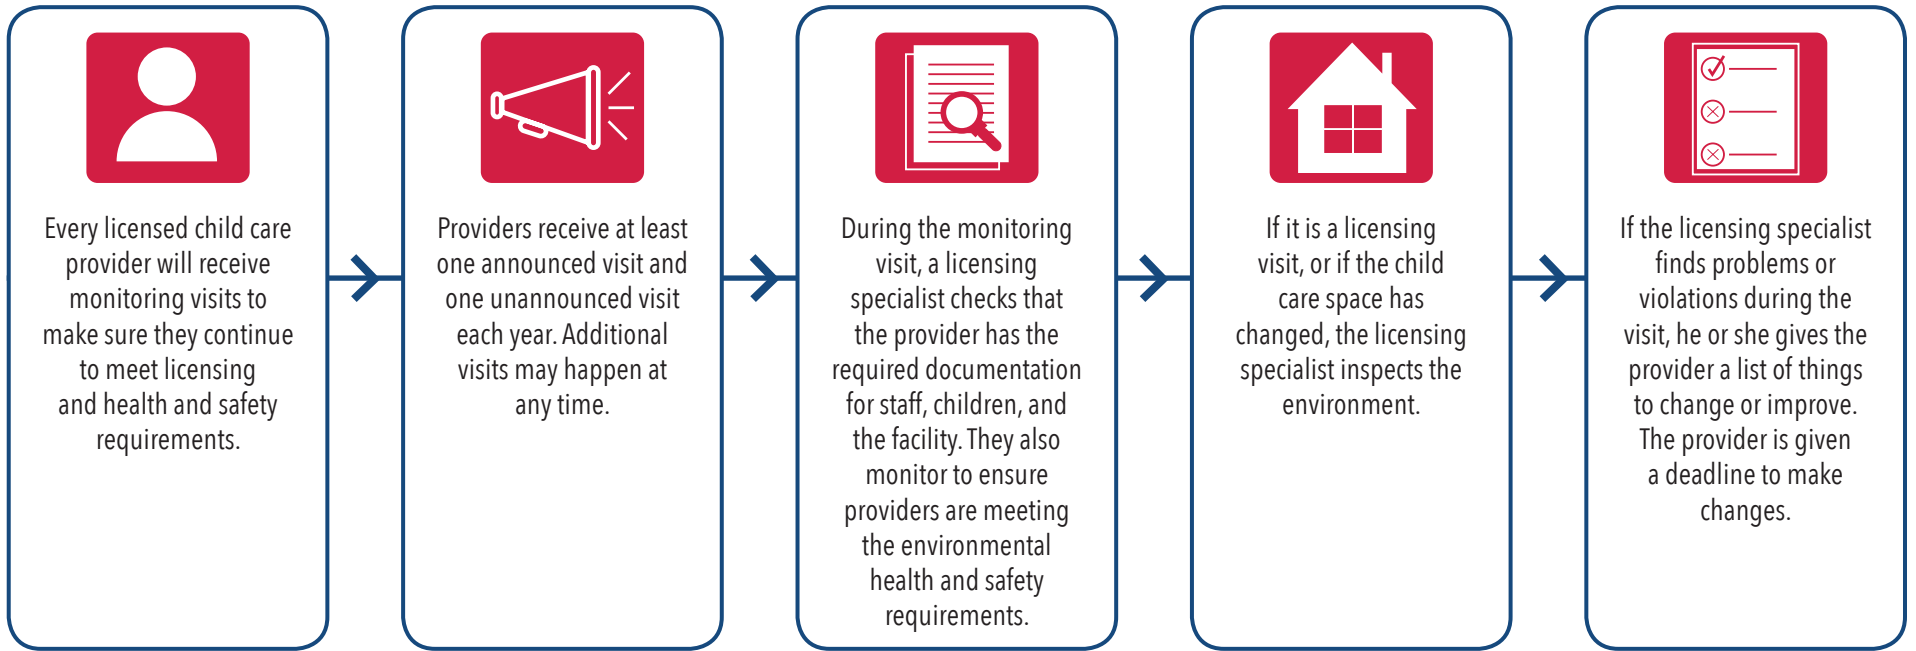 Every licensed child care
provider will receive
monitoring visits to
make sure they continue
to meet licensing
and health and safety
requirements.
Providers receive at least
one announced visit and
one unannounced visit
each year. Additional
visits may happen at
any time.
During the monitoring
visit, a licensing
specialist checks that
the provider has the
required documentation
for staff, children, and
the facility. They also
monitor to ensure
providers are meeting
the environmental
health and safety
requirements.
If it is a licensing
visit, or if the child
care space has
changed, the licensing
specialist inspects the
environment.
If the licensing specialist
finds problems or
violations during the
visit, he or she gives the
provider a list of things
to change or improve.
The provider is given
a deadline to make
changes.